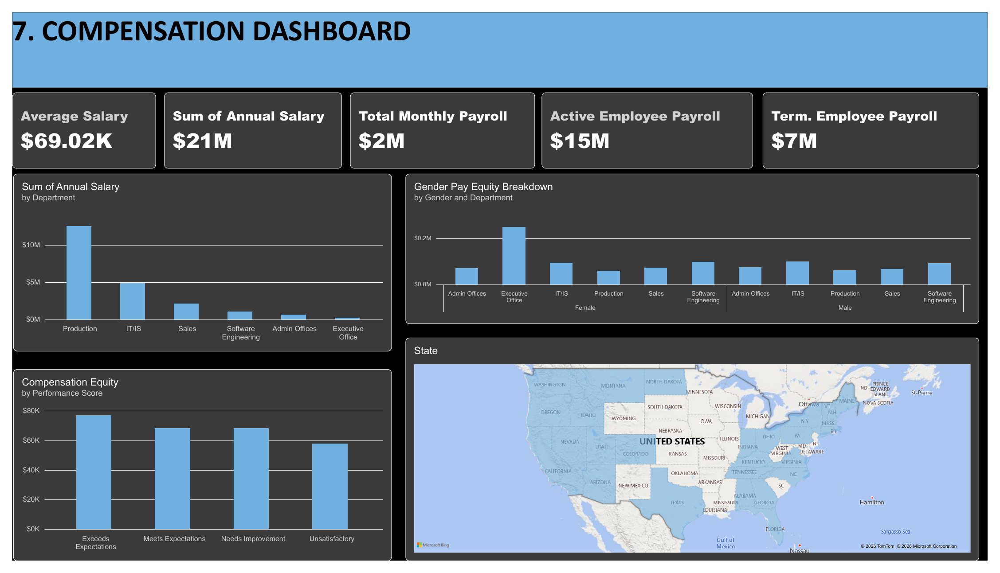 7. COMPENSATION DASHBOARD
Average Salary
$69.02K
Sum of Annual Salary
$21M
Total Monthly Payroll
$2M
Active Employee Payroll
$15M
Term. Employee Payroll
$7M
Sum of Annual Salary
by Department
$10M
$5M
$0M
Production
IT/IS
Sales
Software
Engineering
Admin Offices
Executive
Office
Gender Pay Equity Breakdown
by Gender and Department
$0.2M
$0.0M
Admin Offices
Executive
Office
IT/IS
Production
Sales
Software
Engineering
Admin Offices
IT/IS
Production
Sales
Software
Engineering
Female
Male
Compensation Equity
by Performance Score
$80K
$60K
$40K
$20K
$0K
Exceeds
Expectations
Meets Expectations
Needs Improvement
Unsatisfactory
State
WASHINGTON
MONTANA
NORTH DAKOTA
MINNESOTA
OREGON
IDAHO
WYOMING
SOUTH DAKOTA
WISCONSIN
MICHIGAN
IOWA
NEBRASKA
ILLINOIS
INDIANA
OHIO
UNITED STATES
NEVADA
UTAH
COLORADO
KANSAS
MISSOURI
KENTUCKY
WEST
VIRGINIA
VIRGINIA
CALIFORNIA
ARIZONA
NEW MEXICO
OKLAHOMA
ARKANSAS
TENNESSEE
NC
SC
TEXAS
LOUISIANA
MISSISSIPPI
ALABAMA
GEORGIA
FLORIDA
Ottawa
VT.
N.H.
MAINE
N.Y.
MASS.
R.I.
PA
N.J.
MD.
DELAWARE
NB
PRINCE
EDWARD
ISLAND
NOVA SCOTIA
St-Pierre
Hamilton
Sargasso Sea
Gulf of
Mexico
Nassau
Microsoft Bing
© 2026 TomTom, © 2026 Microsoft Corporation